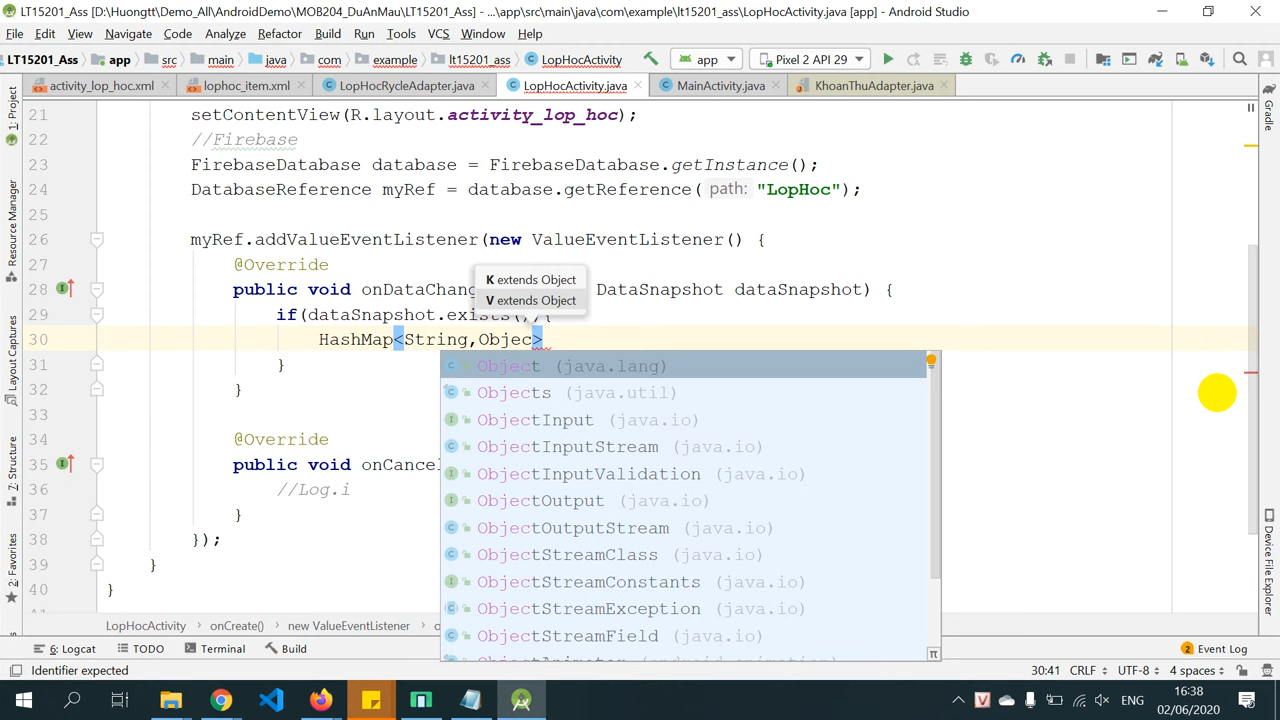 LT15201_Ass [D:\Huongtt\Demo_All\AndroidDemo\MOB204_DuAnMau\LT15201_Ass] - ...\app\src\main\java\com\example\lt15201_ass\LopHocActivity.java [app] - Android Studio
File Edit View Navigate Code Analyze Refactor Build Run Tools VCS Window Help
LT15201_Ass app src main java com example lt15201_ass LopHocActivity app Pixel 2 API 29
activity_lop_hoc.xml lophoc_item.xml LopHocRycleAdapter.java LopHocActivity.java MainActivity.java KhoanThuAdapter.java
21 setContentView(R.layout.activity_lop_hoc);
22 //Firebase
23 FirebaseDatabase database = FirebaseDatabase.getInstance();
24 DatabaseReference myRef = database.getReference( path: "LopHoc");
25
26 myRef.addValueEventListener(new ValueEventListener() {
27 @Override
K extends Object
28 public void onDataChang DataSnapshot dataSnapshot) {
V extends Object
29 if(dataSnapshot.exists()){
30 HashMap<String,Objec>
31 }
32 }
33
34 @Override
35 public void onCancel
36 //Log.i
37 }
38 });
39 }
40 }
Object (java.lang)
Objects (java.util)
ObjectInput (java.io)
ObjectInputStream (java.io)
ObjectInputValidation (java.io)
ObjectOutput (java.io)
ObjectOutputStream (java.io)
ObjectStreamClass (java.io)
ObjectStreamConstants (java.io)
ObjectStreamException (java.io)
ObjectStreamField (java.io)
ObjectAnimator (android.animation)
π
1: Project
Resource Manager
Layout Captures
7: Structure
2: Favorites
Gradle
Device File Explorer
LopHocActivity onCreate() new ValueEventListener
6: Logcat TODO Terminal Build 2 Event Log
Identifier expected 30:41 CRLF UTF-8 4 spaces
ENG 16:38
02/06/2020